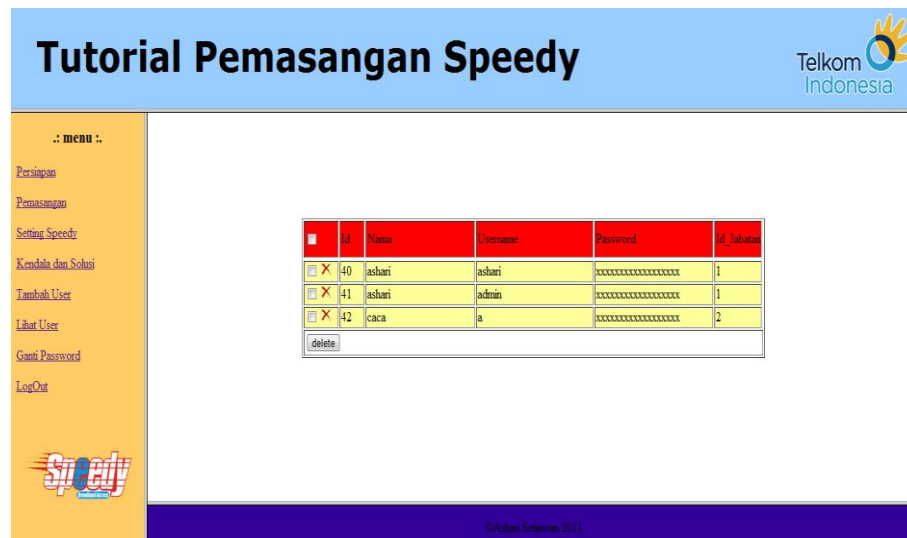 Tutorial Pemasangan Speedy
Telkom
Indonesia
.: menu :.
Persiapan
Pemasangan
Setting Speedy
Kendala dan Solusi
Tambah User
Lihat User
Ganti Password
LogOut
Id Nama Username Password Id_Jabatan
40 ashari ashari xxxxxxxxxxxxxxxxxx 1
41 ashari admin xxxxxxxxxxxxxxxxxx 1
42 caca a xxxxxxxxxxxxxxxxxx 2
delete
Speedy
©Ashari Setiawan 2011